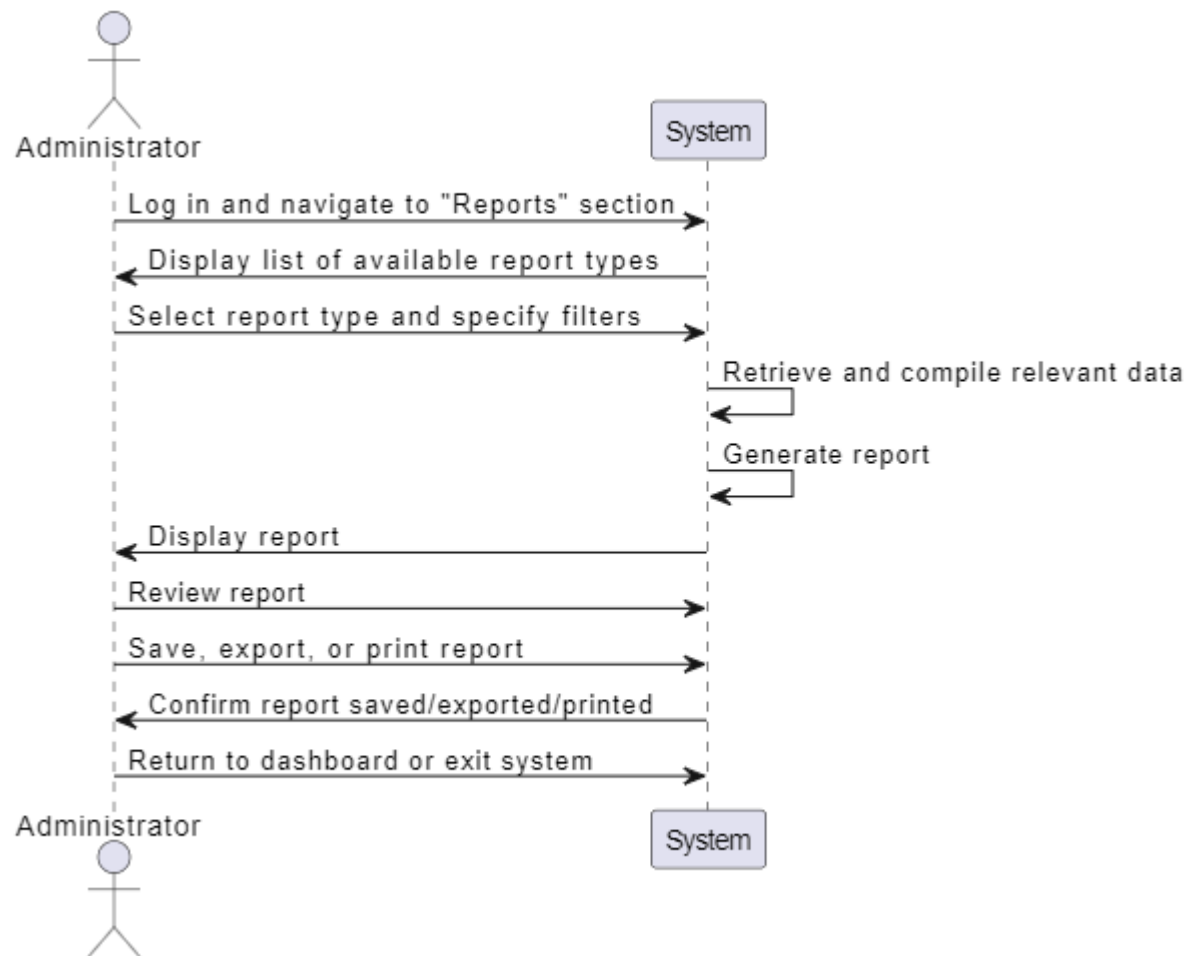 Administrator
System
Log in and navigate to "Reports" section
Display list of available report types
Select report type and specify filters
Retrieve and compile relevant data
Generate report
Display report
Review report
Save, export, or print report
Confirm report saved/exported/printed
Return to dashboard or exit system
Administrator
System